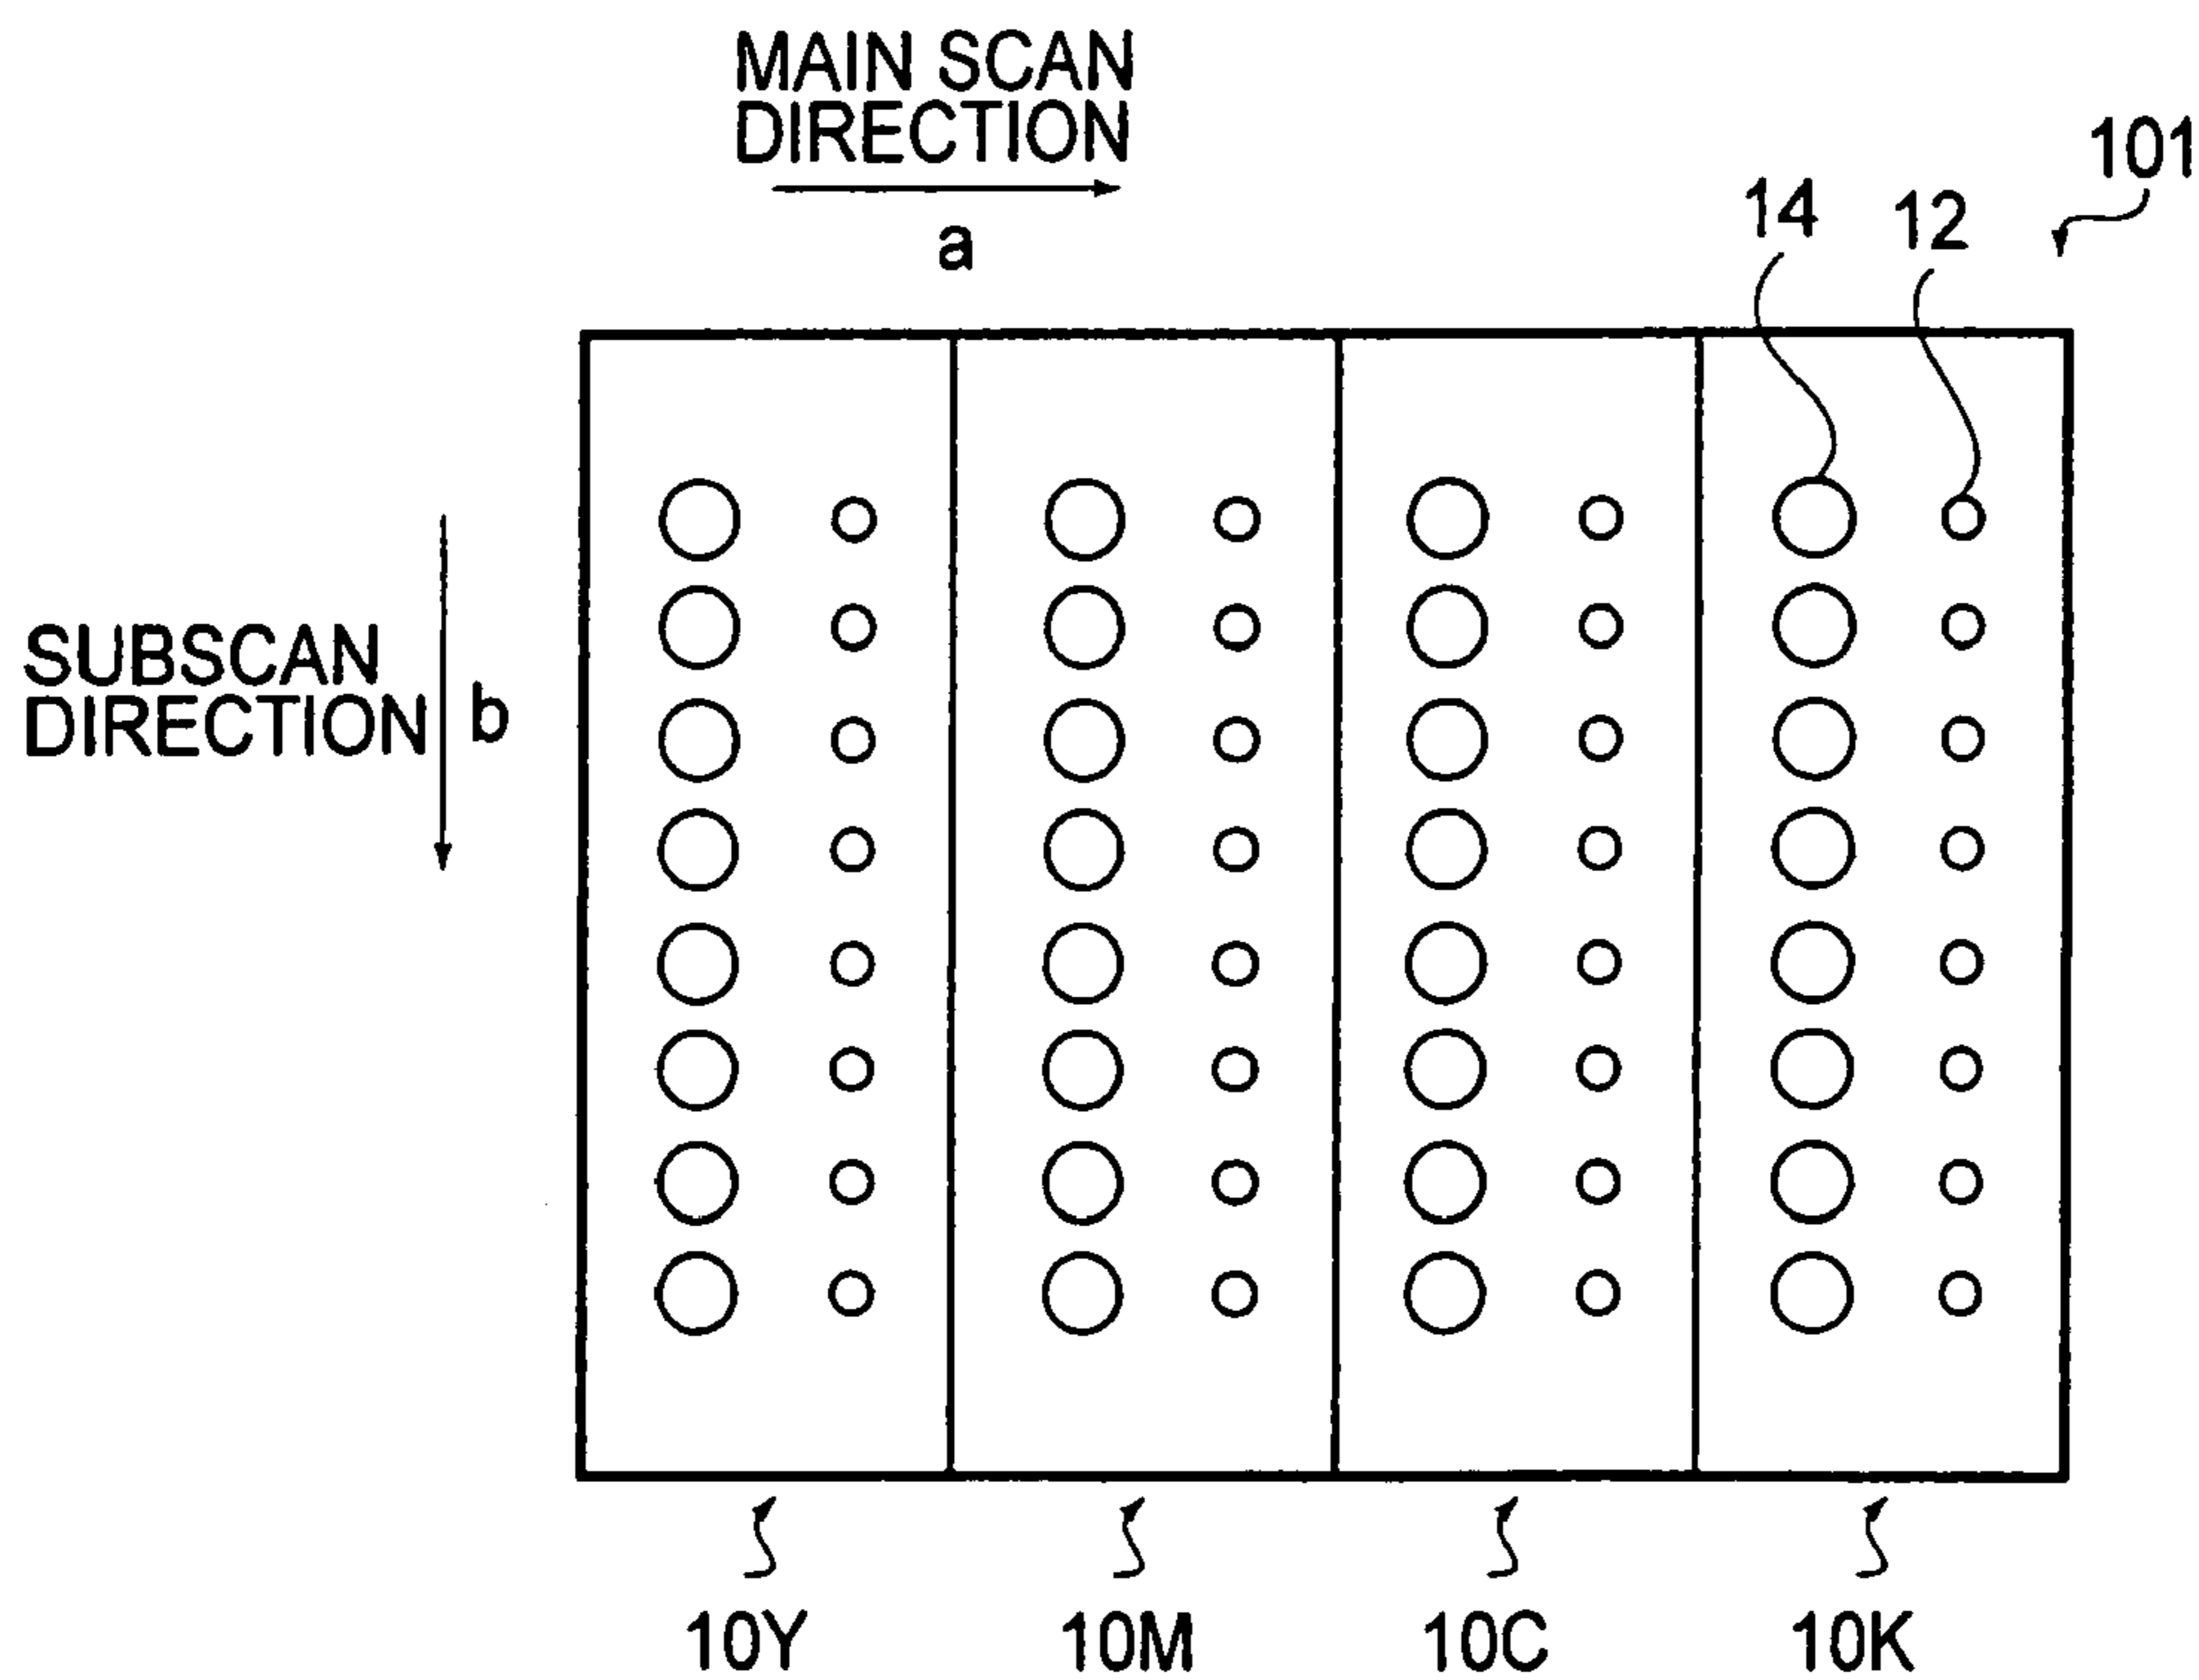 MAIN SCAN
DIRECTION
a
101
14
12
SUBSCAN
DIRECTION
b
10Y
10M
10C
10K